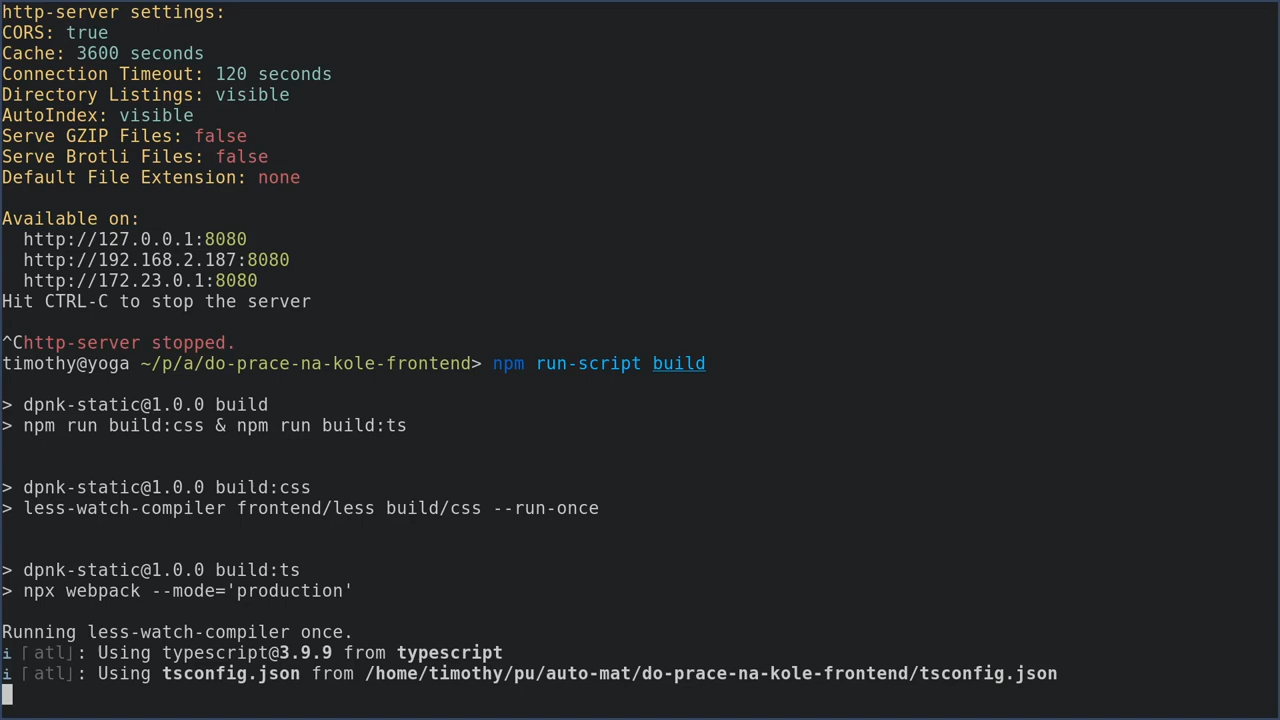 http-server settings:
CORS: true
Cache: 3600 seconds
Connection Timeout: 120 seconds
Directory Listings: visible
AutoIndex: visible
Serve GZIP Files: false
Serve Brotli Files: false
Default File Extension: none
Available on:
http://127.0.0.1:8080
http://192.168.2.187:8080
http://172.23.0.1:8080
Hit CTRL-C to stop the server
^Chttp-server stopped.
timothy@yoga ~/p/a/do-prace-na-kole-frontend> npm run-script build
> dpnk-static@1.0.0 build
> npm run build:css & npm run build:ts
> dpnk-static@1.0.0 build:css
> less-watch-compiler frontend/less build/css --run-once
> dpnk-static@1.0.0 build:ts
> npx webpack --mode='production'
Running less-watch-compiler once.
ℹ ｢atl｣: Using typescript@3.9.9 from typescript
ℹ ｢atl｣: Using tsconfig.json from /home/timothy/pu/auto-mat/do-prace-na-kole-frontend/tsconfig.json